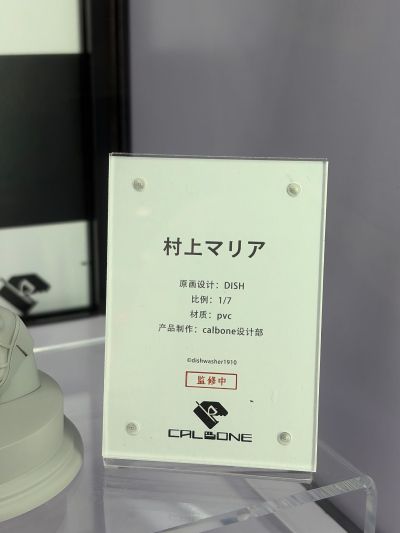 村上マリア
原画设计：DISH
比例：1/7
材质：pvc
产品制作：calbone设计部
©dishwasher1910
监修中
CALBONE